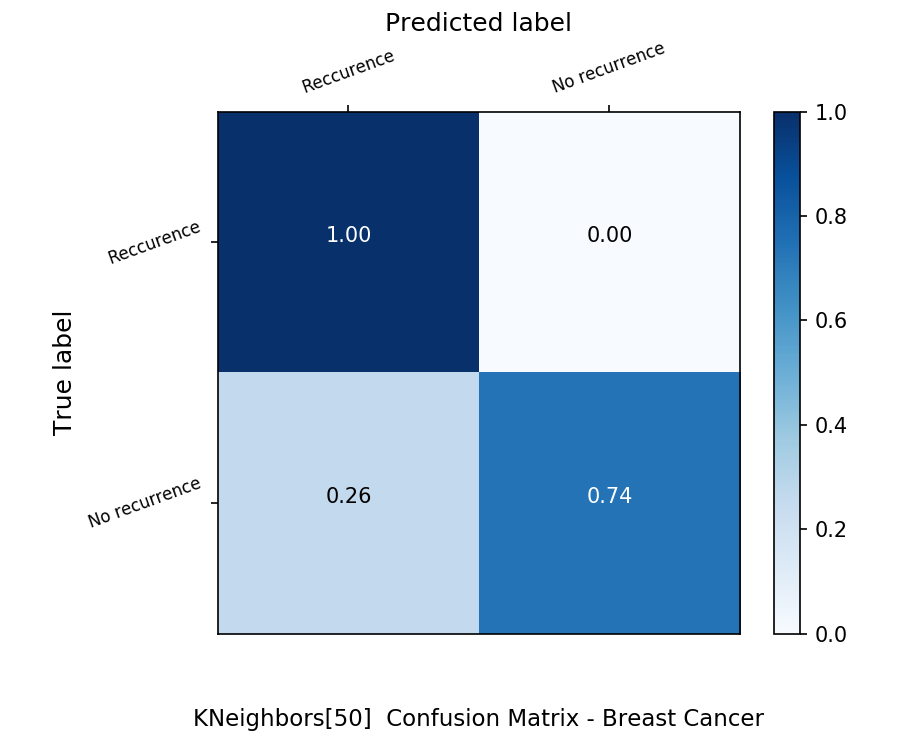 Predicted label
Reccurence
No recurrence
1.0
Reccurence
1.00
0.00
0.8
0.6
True label
0.4
No recurrence
0.26
0.74
0.2
0.0
KNeighbors[50]  Confusion Matrix - Breast Cancer